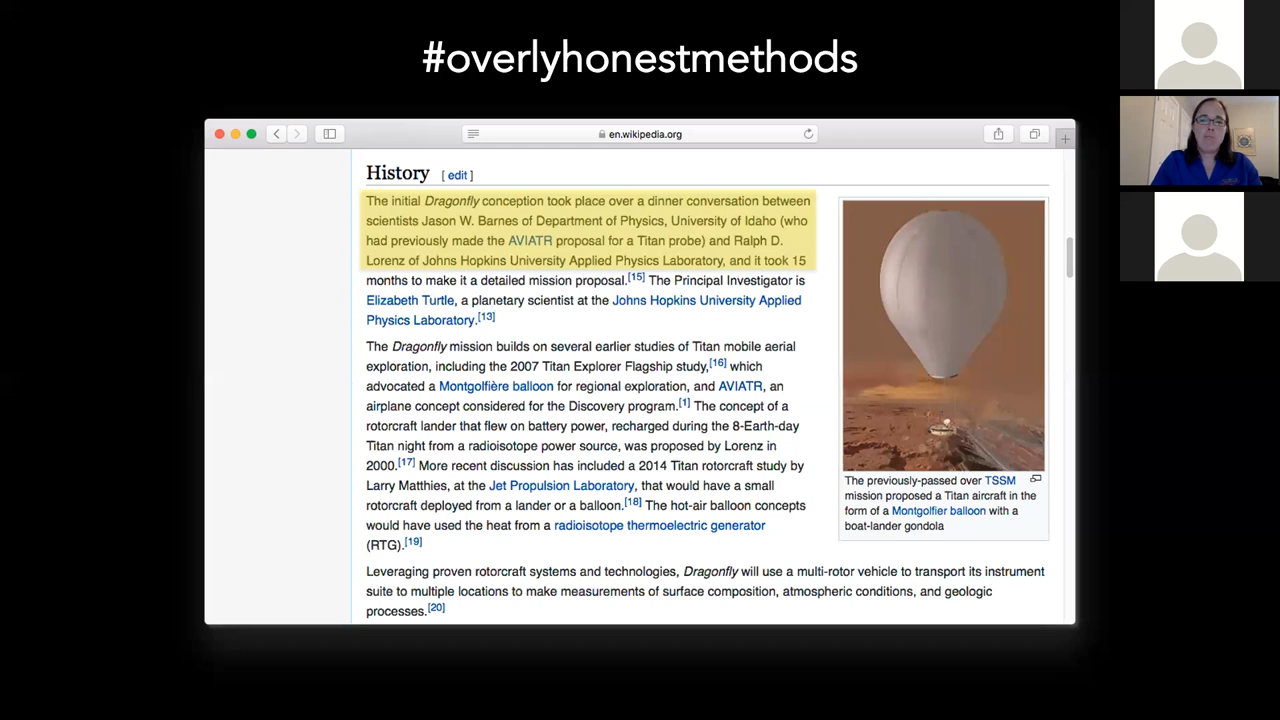 #overlyhonestmethods
en.wikipedia.org
History [ edit ]
The initial Dragonfly conception took place over a dinner conversation between
scientists Jason W. Barnes of Department of Physics, University of Idaho (who
had previously made the AVIATR proposal for a Titan probe) and Ralph D.
Lorenz of Johns Hopkins University Applied Physics Laboratory, and it took 15
months to make it a detailed mission proposal.[15] The Principal Investigator is
Elizabeth Turtle, a planetary scientist at the Johns Hopkins University Applied
Physics Laboratory.[13]
The Dragonfly mission builds on several earlier studies of Titan mobile aerial
exploration, including the 2007 Titan Explorer Flagship study,[16] which
advocated a Montgolfière balloon for regional exploration, and AVIATR, an
airplane concept considered for the Discovery program.[1] The concept of a
rotorcraft lander that flew on battery power, recharged during the 8-Earth-day
Titan night from a radioisotope power source, was proposed by Lorenz in
2000.[17] More recent discussion has included a 2014 Titan rotorcraft study by
Larry Matthies, at the Jet Propulsion Laboratory, that would have a small
rotorcraft deployed from a lander or a balloon.[18] The hot-air balloon concepts
would have used the heat from a radioisotope thermoelectric generator
(RTG).[19]
The previously-passed over TSSM
mission proposed a Titan aircraft in the
form of a Montgolfier balloon with a
boat-lander gondola
Leveraging proven rotorcraft systems and technologies, Dragonfly will use a multi-rotor vehicle to transport its instrument
suite to multiple locations to make measurements of surface composition, atmospheric conditions, and geologic
processes.[20]